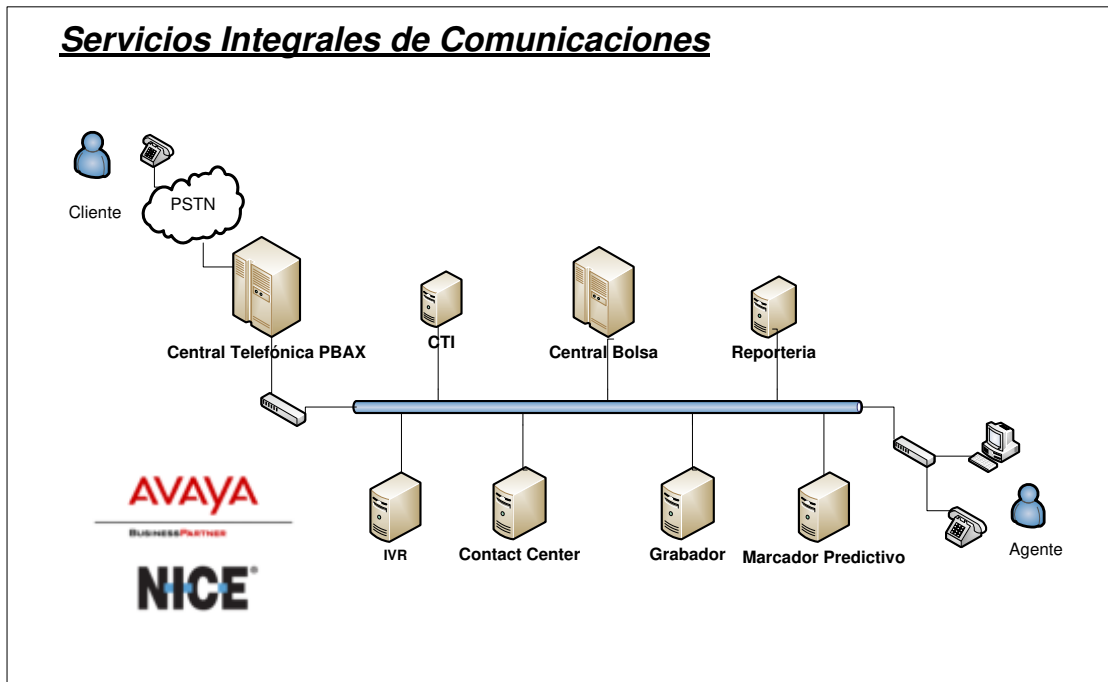 Servicios Integrales de Comunicaciones
Cliente
PSTN
Central Telefónica PBAX
CTI
Central Bolsa
Reporteria
IVR
Contact Center
Grabador
Marcador Predictivo
Agente
AVAYA
BUSINESSPARTNER
NICE®